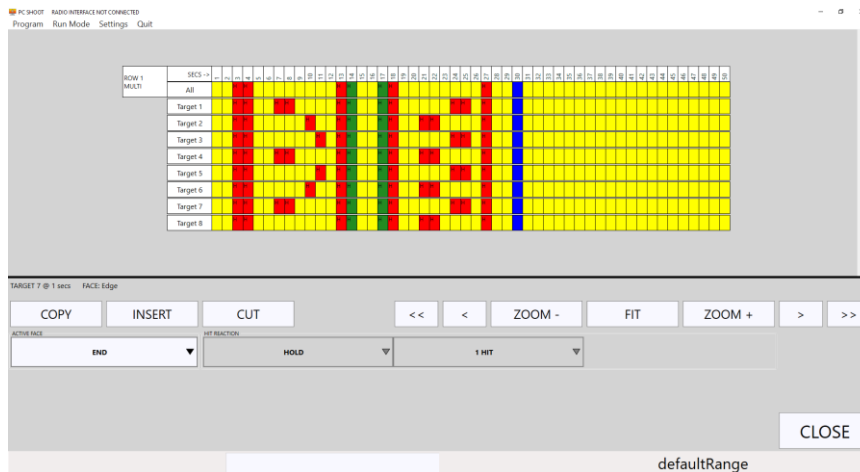 PC SHOOT RADIO INTERFACE NOT CONNECTED
Program Run Mode Settings Quit
ROW 1
MULTI
SECS -> 1 2 3 4 5 6 7 8 9 10 11 12 13 14 15 16 17 18 19 20 21 22 23 24 25 26 27 28 29 30 31 32 33 34 35 36 37 38 39 40 41 42 43 44 45 46 47 48 49 50
All
Target 1
Target 2
Target 3
Target 4
Target 5
Target 6
Target 7
Target 8
TARGET 7 @ 1 secs FACE: Edge
COPY INSERT CUT << < ZOOM - FIT ZOOM + > >>
ACTIVE FACE HIT REACTION
END HOLD 1 HIT
CLOSE
defaultRange